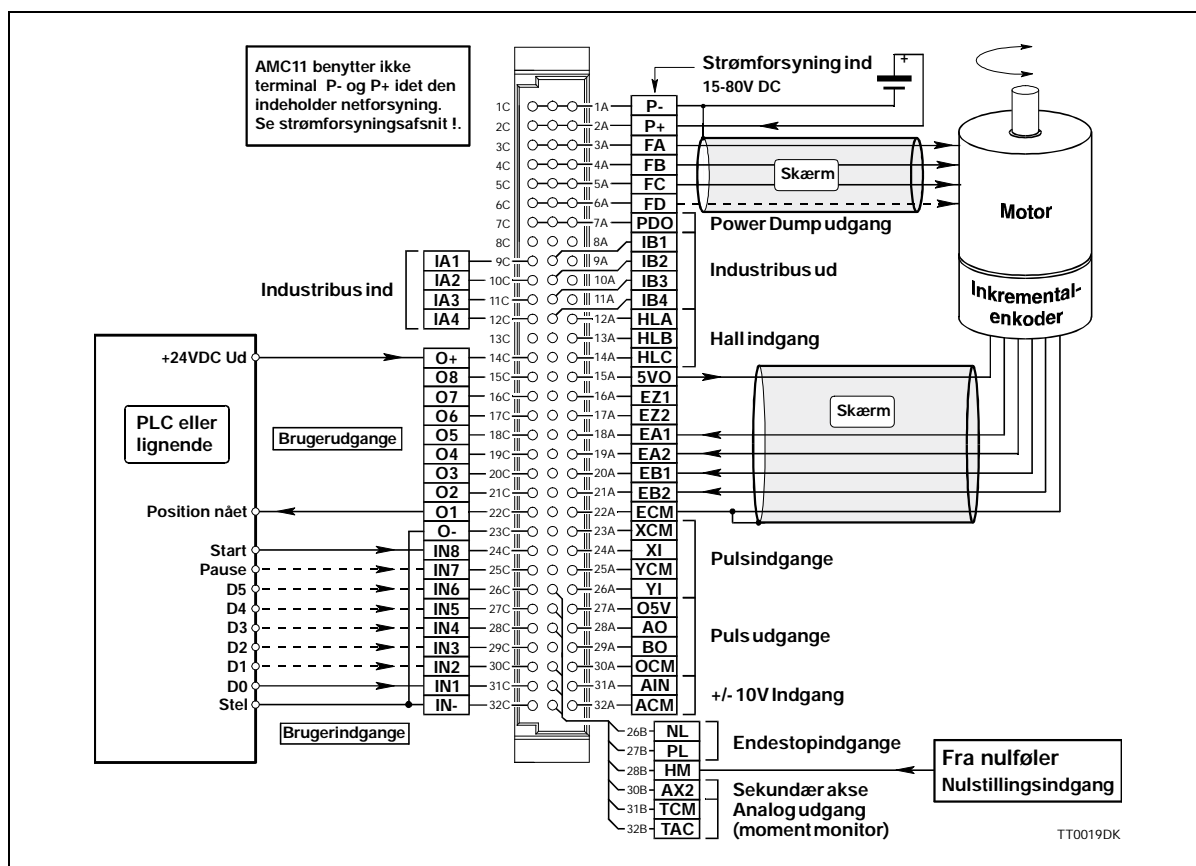 AMC11 benytter ikke
terminal P- og P+ idet den
indeholder netforsyning.
Se strømforsyningsafsnit !.
Strømforsyning ind
15-80V DC
+
1C 1A P-
2C 2A P+
3C 3A FA
4C 4A FB
5C 5A FC
6C 6A FD
7C 7A PDO
Skærm
Motor
Inkremental-
enkoder
Power Dump udgang
8C 8A IB1
IA1 9C 9A IB2
IA2 10C 10A IB3
IA3 11C 11A IB4
IA4 12C 12A HLA
13C 13A HLB
Industribus ind
Industribus ud
Hall indgang
O+ 14C 14A HLC
O8 15C 15A 5VO
O7 16C 16A EZ1
O6 17C 17A EZ2
O5 18C 18A EA1
O4 19C 19A EA2
O3 20C 20A EB1
O2 21C 21A EB2
O1 22C 22A ECM
O- 23C 23A XCM
IN8 24C 24A XI
IN7 25C 25A YCM
IN6 26C 26A YI
IN5 27C 27A O5V
IN4 28C 28A AO
IN3 29C 29A BO
IN2 30C 30A OCM
IN1 31C 31A AIN
IN- 32C 32A ACM
Skærm
+24VDC Ud
PLC eller
lignende
Brugerudgange
Position nået
Start
Pause
D5
D4
D3
D2
D1
D0
Stel
Brugerindgange
Pulsindgange
Puls udgange
+/- 10V Indgang
26B NL
27B PL
28B HM
30B AX2
31B TCM
32B TAC
Endestopindgange
Sekundær akse
Analog udgang
(moment monitor)
Fra nulføler
Nulstillingsindgang
TT0019DK